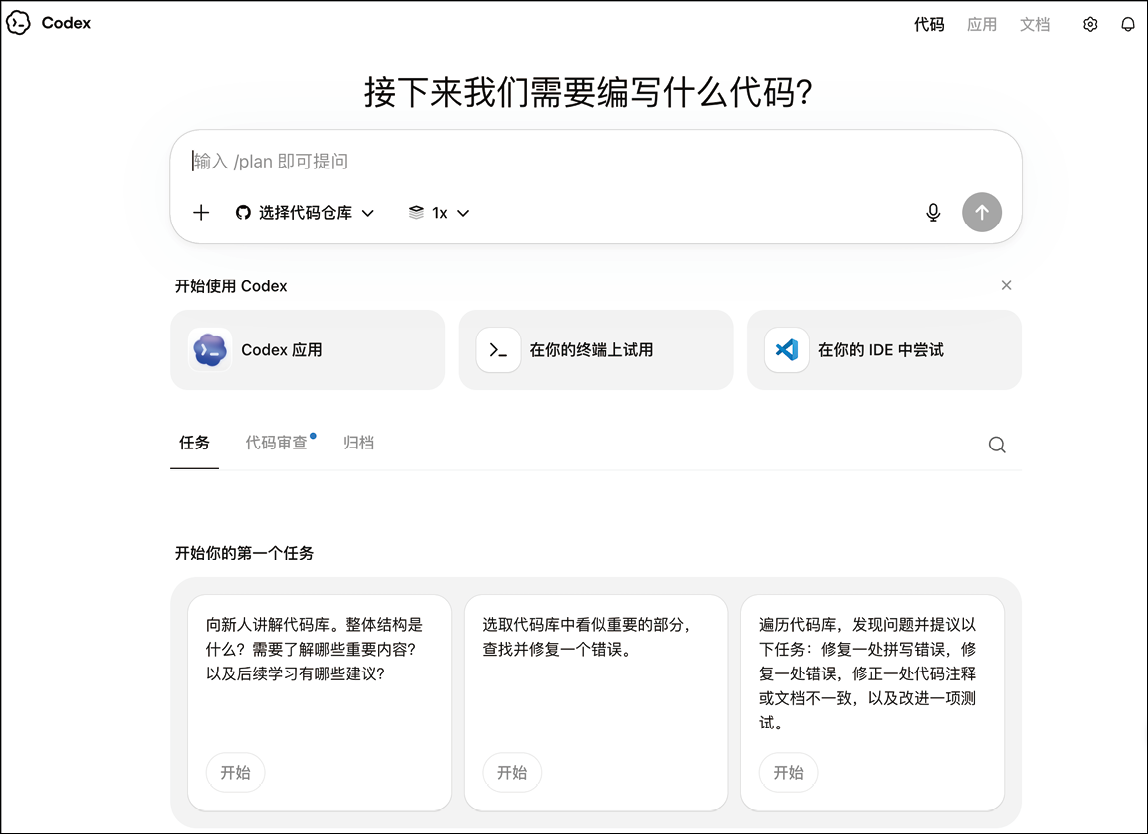 Codex
代码 应用 文档
接下来我们需要编写什么代码？
输入 /plan 即可提问
选择代码仓库 1x
开始使用 Codex
Codex 应用
在你的终端上试用
在你的 IDE 中尝试
任务 代码审查 归档
开始你的第一个任务
向新人讲解代码库。整体结构是
什么？需要了解哪些重要内容？
以及后续学习有哪些建议？
开始
选取代码库中看似重要的部分，
查找并修复一个错误。
开始
遍历代码库，发现问题并提议以
下任务：修复一处拼写错误，修
复一处错误，修正一处代码注释
或文档不一致，以及改进一项测
试。
开始